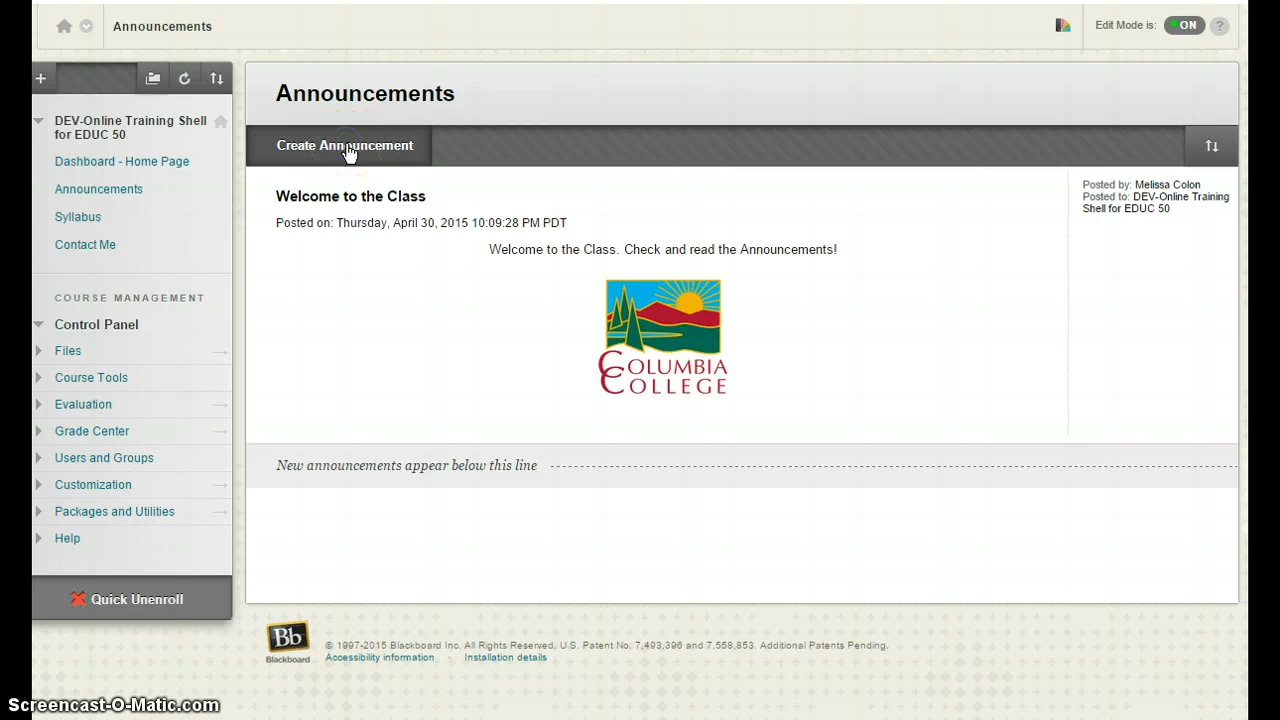 Announcements
Edit Mode is:
ON
?
DEV-Online Training Shell
for EDUC 50
Dashboard - Home Page
Announcements
Syllabus
Contact Me
COURSE MANAGEMENT
Control Panel
Files
Course Tools
Evaluation
Grade Center
Users and Groups
Customization
Packages and Utilities
Help
Quick Unenroll
Announcements
Create Announcement
Welcome to the Class
Posted on: Thursday, April 30, 2015 10:09:28 PM PDT
Welcome to the Class. Check and read the Announcements!
COLUMBIA
COLLEGE
Posted by: Melissa Colon
Posted to: DEV-Online Training
Shell for EDUC 50
New announcements appear below this line
Bb
Blackboard
© 1997-2015 Blackboard Inc. All Rights Reserved. U.S. Patent No. 7,493,396 and 7,558,853. Additional Patents Pending.
Accessibility information · Installation details
Screencast-O-Matic.com